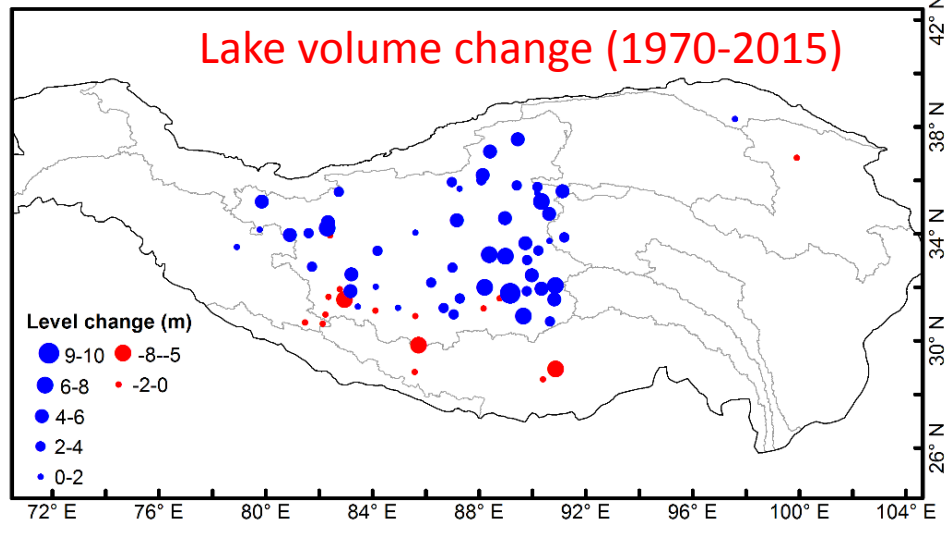 Lake volume change (1970-2015)
42° N
38° N
34° N
30° N
26° N
Level change (m)
9-10 -8--5
6-8 -2-0
4-6
2-4
0-2
72° E 76° E 80° E 84° E 88° E 92° E 96° E 100° E 104° E